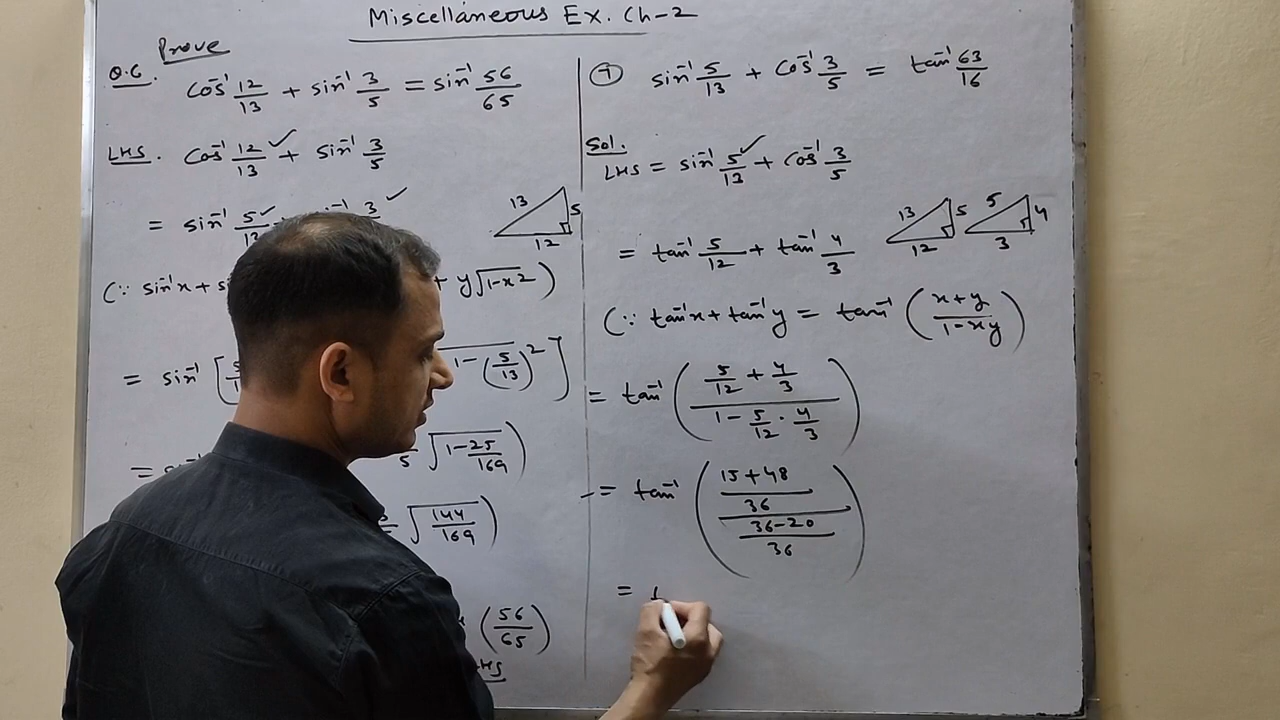 Miscellaneous Ex. Ch-2
Prove
Q.6. cos⁻¹ 12/13 + sin⁻¹ 3/5 = sin⁻¹ 56/65
LHS. cos⁻¹ 12/13 ✓ + sin⁻¹ 3/5
= sin⁻¹ 5/13 ✓ 3/5 ✓
13 5 12
(∵ sin⁻¹x + y√(1-x²))
= sin⁻¹ [ √(1-(5/13)²) ]
= 5 √(1-25/169))
√(144/169))
(56/65)
⑦ sin⁻¹ 5/13 + cos⁻¹ 3/5 = tan⁻¹ 63/16
Sol.
LHS = sin⁻¹ 5/13 ✓ + cos⁻¹ 3/5
13 5 12
5 4 3
= tan⁻¹ 5/12 + tan⁻¹ 4/3
(∵ tan⁻¹x + tan⁻¹y = tan⁻¹ ((x+y)/(1-xy))
= tan⁻¹ ((5/12 + 4/3)/(1 - 5/12 · 4/3))
= tan⁻¹ (((15+48)/36)/((36-20)/36))
=